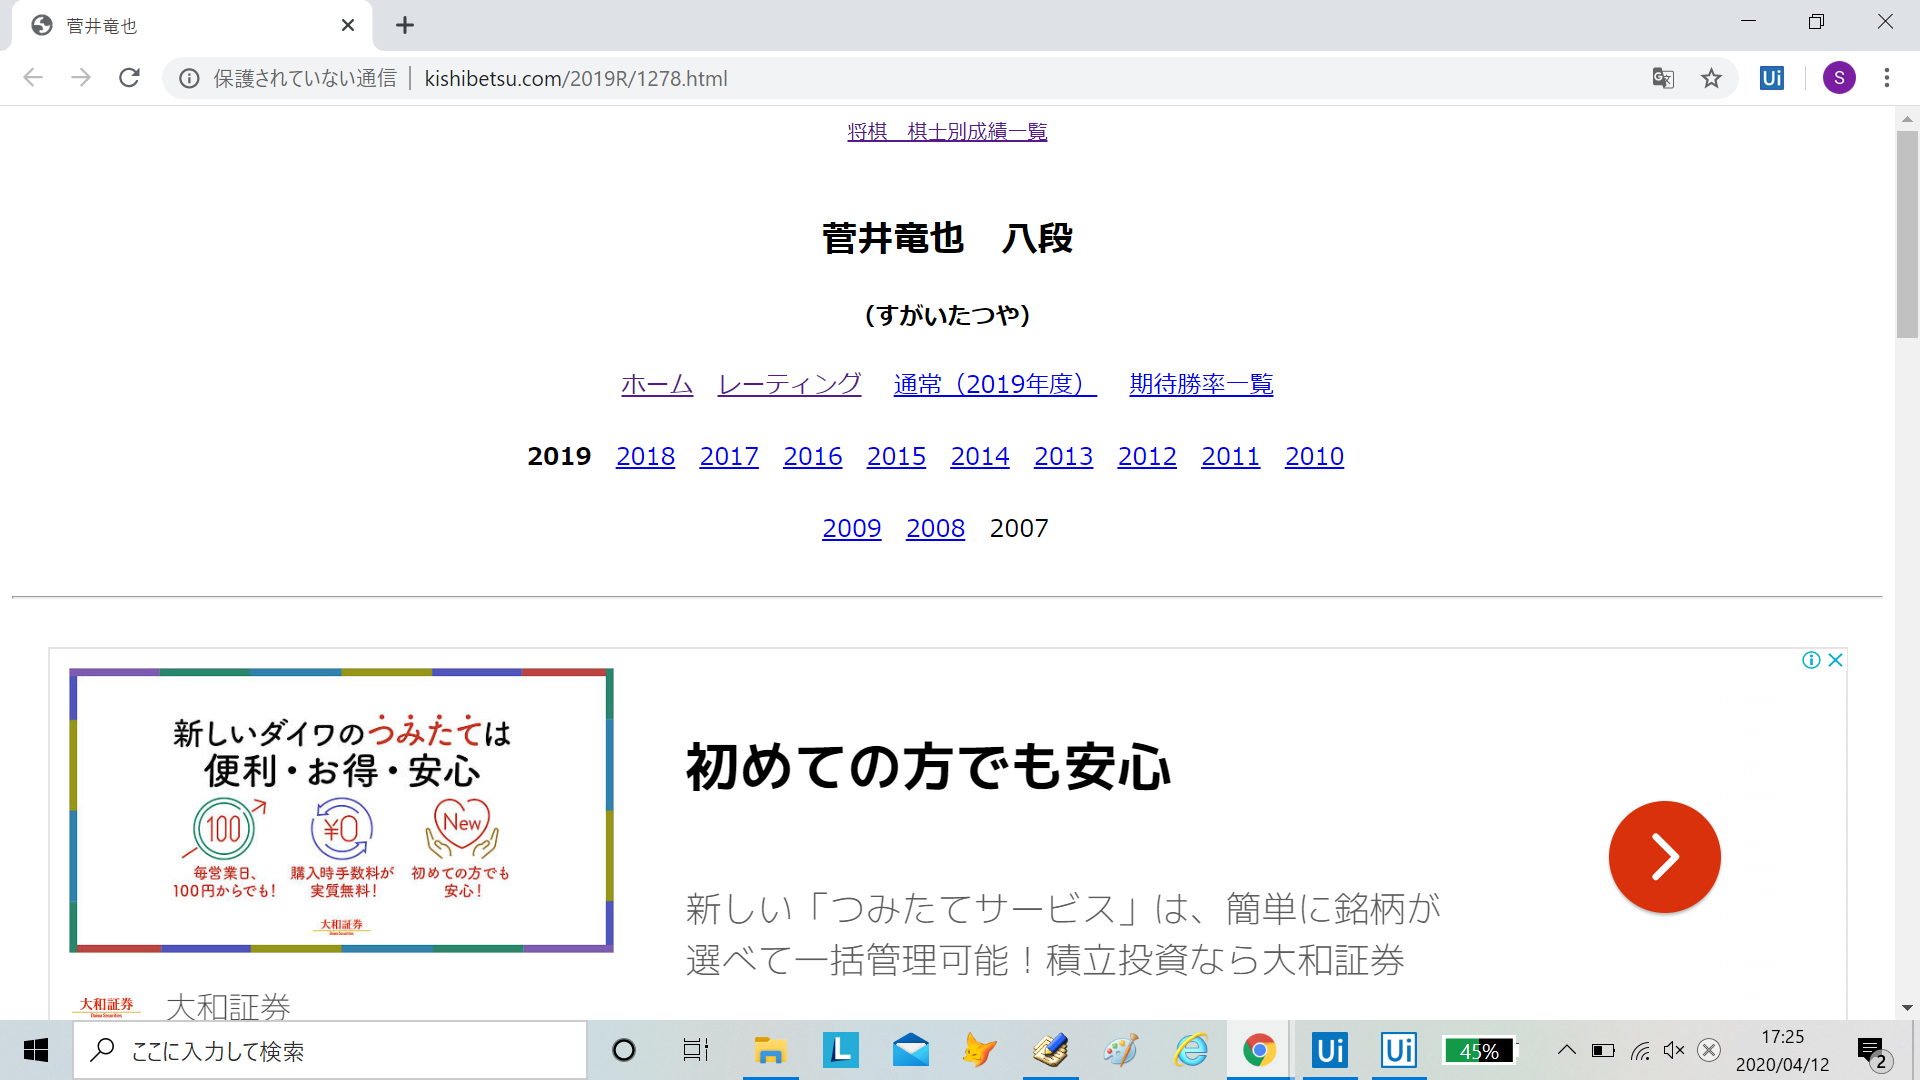 菅井竜也
保護されていない通信 | kishibetsu.com/2019R/1278.html
Ui
S
将棋　棋士別成績一覧
菅井竜也　八段
（すがいたつや）
ホーム　レーティング　通常（2019年度）　期待勝率一覧
2019 2018 2017 2016 2015 2014 2013 2012 2011 2010
2009 2008 2007
新しいダイワのつみたては
便利・お得・安心
100 ¥0 New
毎営業日、 購入時手数料が 初めての方でも
100円からでも！ 実質無料！ 安心！
大和証券
Daiwa Securities
初めての方でも安心
新しい「つみたてサービス」は、簡単に銘柄が
選べて一括管理可能！積立投資なら大和証券
大和証券
Daiwa Securities
大和証券
ここに入力して検索
L
Ui
Ui
45%
17:25
2020/04/12
2